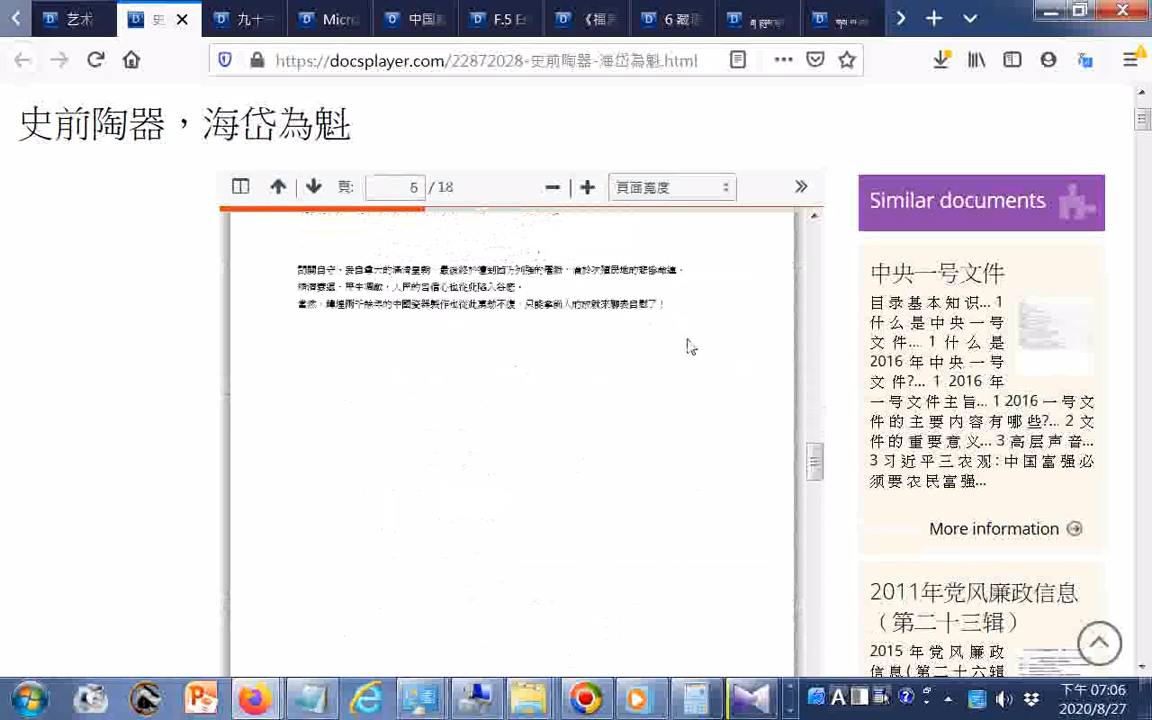 艺术
史
九十
Micr
中国
F.5 E
《福
6 藏
https://docsplayer.com/22872028-史前陶器-海岱為魁.html
史前陶器，海岱為魁
頁: 6 / 18
頁面寬度
Similar documents
中央一号文件
目录基本知识... 1
什么是中央一号
文件... 1 什么是
2016 年中央一号
文件?... 1 2016 年
一号文件主旨... 1 2016 一号文
件的主要内容有哪些?... 2 文
件的重要意义... 3 高层声音...
3 习近平三农观: 中国富强必
须要农民富强...
More information
2011年党风廉政信息
（第二十三辑）
2015 年党风廉政
信息(第二十六辑
下午 07:06
2020/8/27